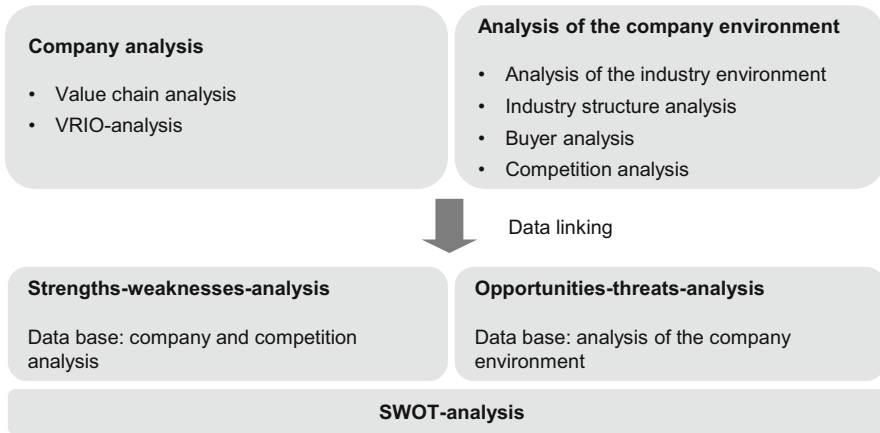 Company analysis
• Value chain analysis
• VRIO-analysis
Analysis of the company environment
• Analysis of the industry environment
• Industry structure analysis
• Buyer analysis
• Competition analysis
Data linking
Strengths-weaknesses-analysis
Data base: company and competition
analysis
Opportunities-threats-analysis
Data base: analysis of the company
environment
SWOT-analysis